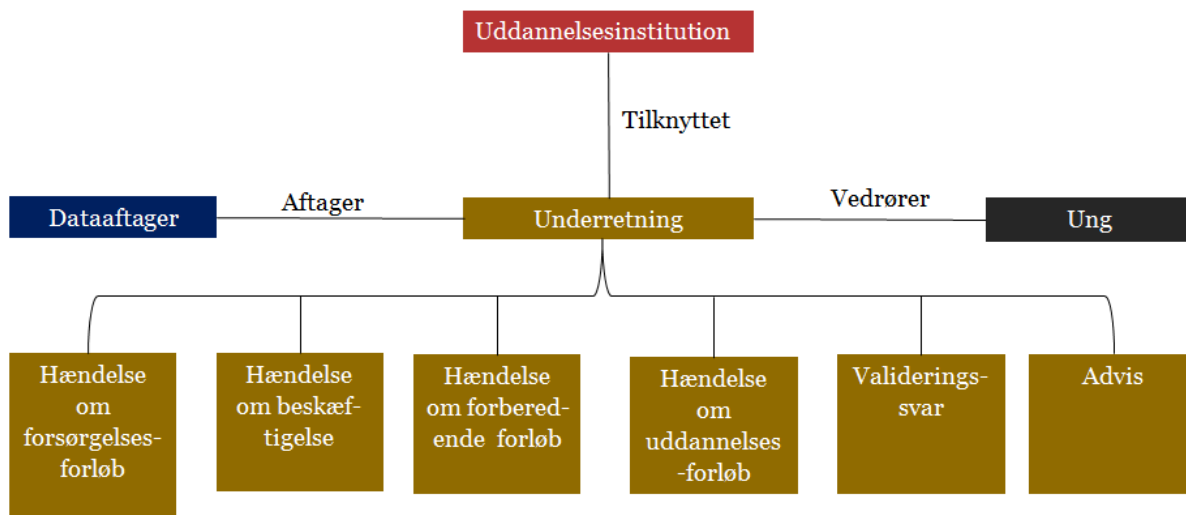 Uddannelsesinstitution
Tilknyttet
Dataaftager
Aftager
Underretning
Vedrører
Ung
Hændelse
om
forsørgelses-
forløb
Hændelse
om beskæf-
tigelse
Hændelse
om forbered-
ende forløb
Hændelse
om
uddannelses
-forløb
Validerings-
svar
Advis